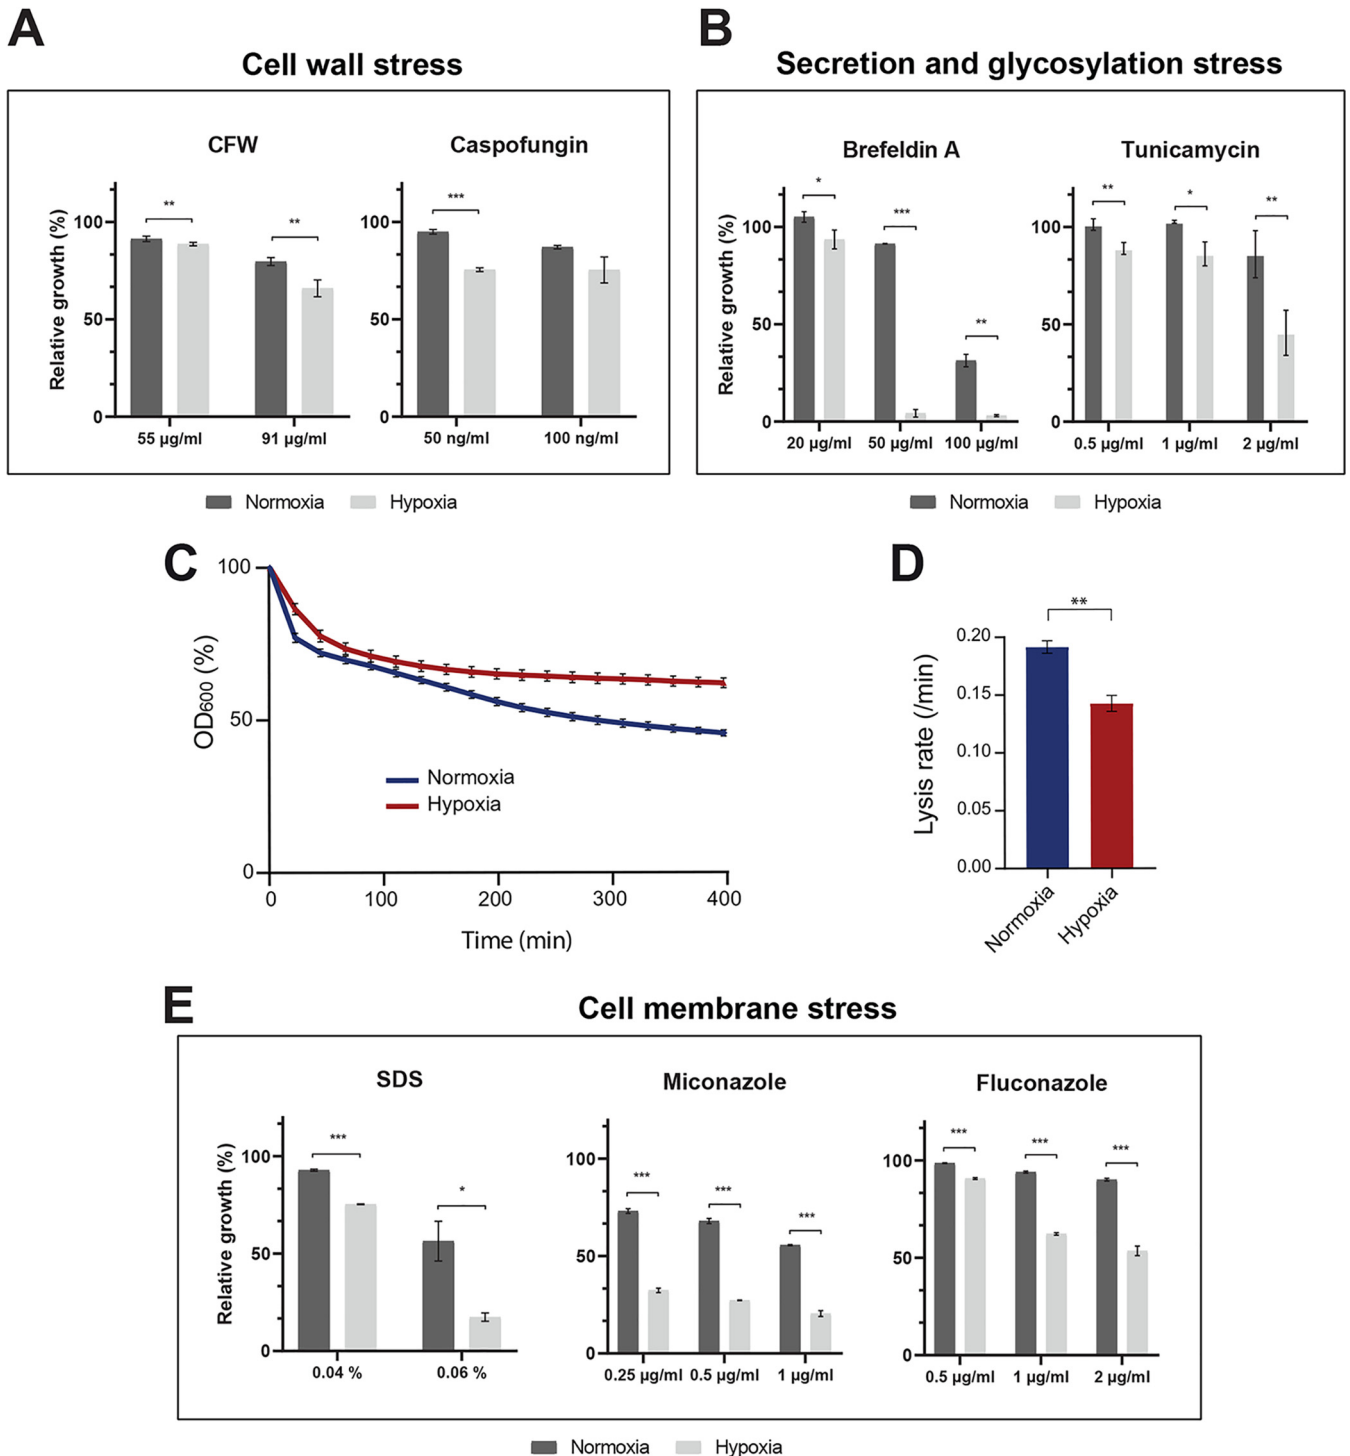 A
Cell wall stress
CFW
Caspofungin
Relative growth (%)
100
50
0
** **
*** 
55 µg/ml
91 µg/ml
50 ng/ml
100 ng/ml
Normoxia
Hypoxia
B
Secretion and glycosylation stress
Brefeldin A
Tunicamycin
Relative growth (%)
100
50
0
* *** **
100
50
0
** * **
20 µg/ml
50 µg/ml
100 µg/ml
0.5 µg/ml
1 µg/ml
2 µg/ml
Normoxia
Hypoxia
C
OD600 (%)
100
50
0
Normoxia
Hypoxia
0 100 200 300 400
Time (min)
D
Lysis rate (/min)
**
0.20
0.15
0.10
0.05
0.00
Normoxia
Hypoxia
E
Cell membrane stress
SDS
Miconazole
Fluconazole
Relative growth (%)
100
50
0
*** *
0.04 %
0.06 %
100
50
0
*** *** ***
0.25 µg/ml
0.5 µg/ml
1 µg/ml
100
50
0
*** *** ***
0.5 µg/ml
1 µg/ml
2 µg/ml
Normoxia
Hypoxia